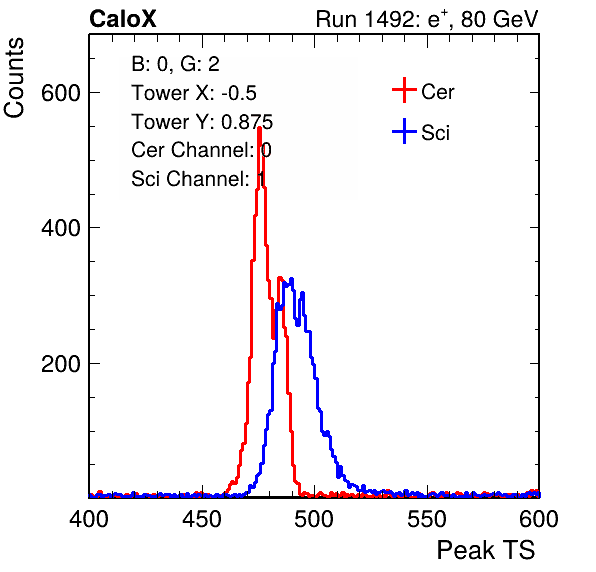 CaloX
Run 1492: e+, 80 GeV
Counts
B: 0, G: 2
Tower X: -0.5
Tower Y: 0.875
Cer Channel: 0
Sci Channel: 1
Cer
Sci
600
400
200
400 450 500 550 600
Peak TS